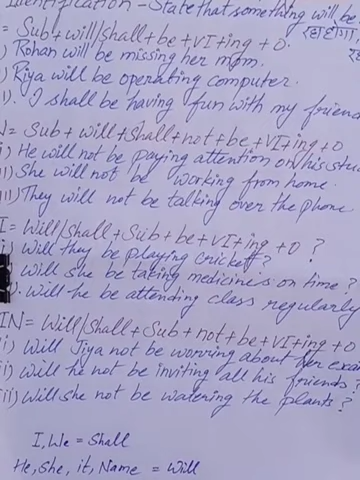 Identification - State that something will be
= Sub + will/shall + be + VI + ing + O.
) Rohan will be missing her mom.
) Riya will be operating computer.
). I shall be having fun with my friend
N = Sub + will + shall + not + be + VI + ing + O
i) He will not be paying attention on his stu
ii) She will not be working from home.
iii) They will not be talking over the phone
I = Will/shall + Sub + be + VI + ing + O ?
i) Will they be playing cricket?
Will she be taking medicine's on time ?
. Will he be attending class regularly
IN = Will/shall + Sub + not + be + VI + ing + O
i) Will Jiya not be worring about her exam
ii) Will he not be inviting all his friends ?
iii) Will she not be watering the plants ?
I, We = Shall
He, She, it, Name = Will